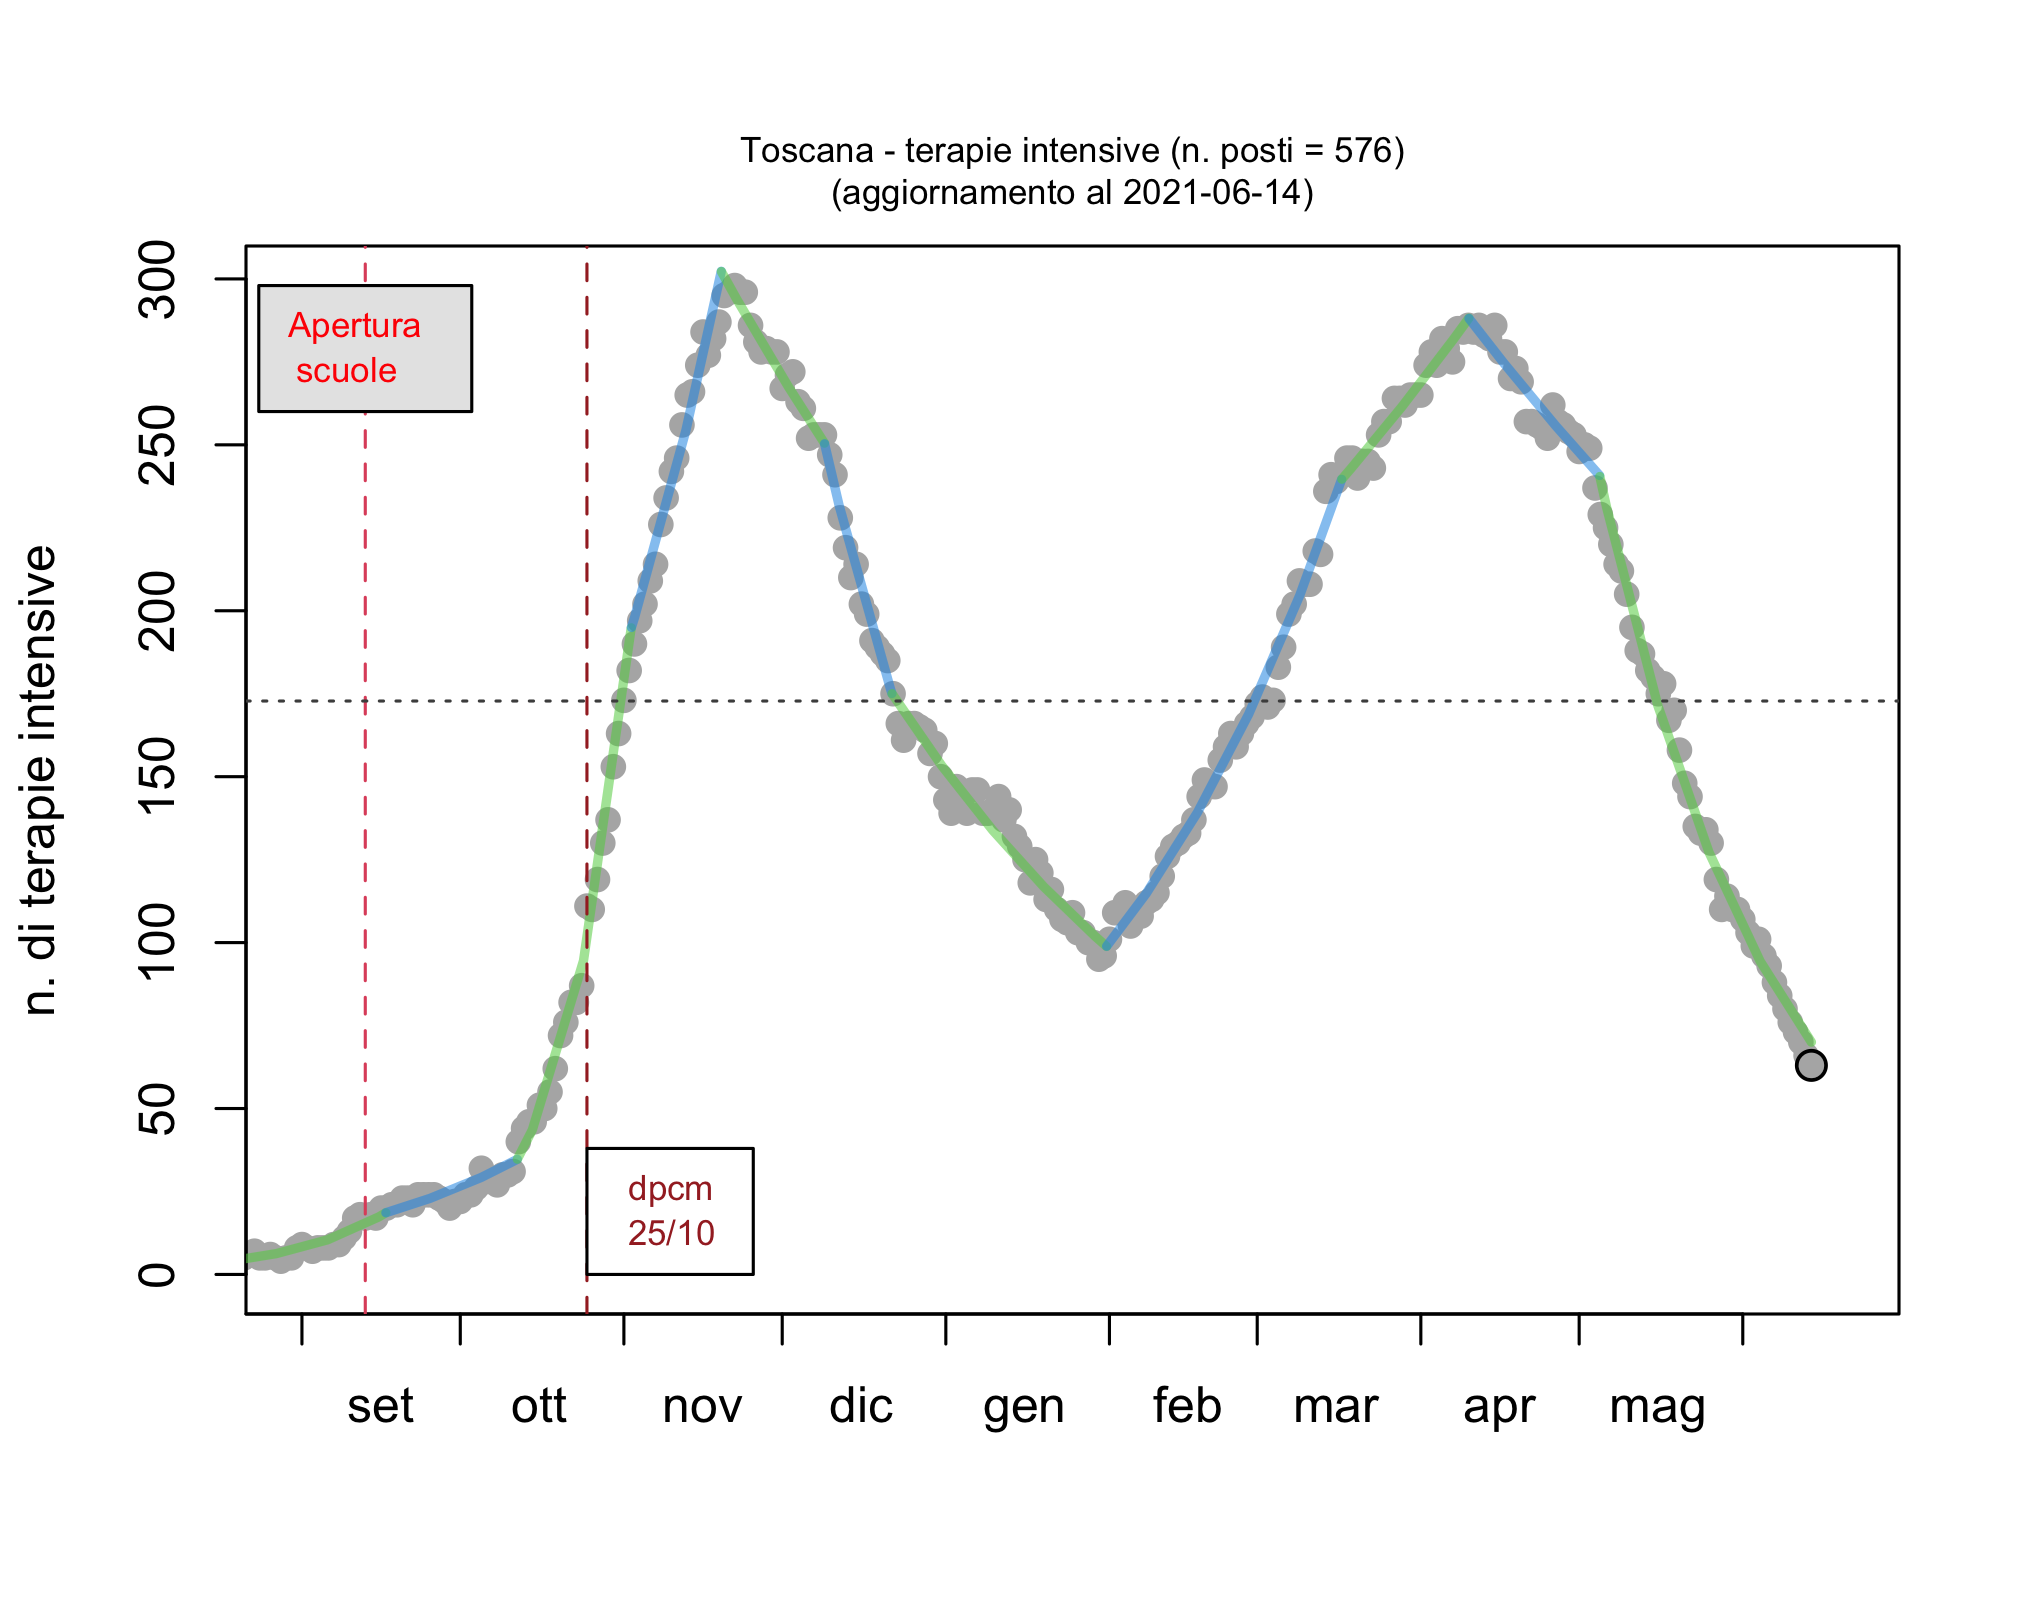 Toscana - terapie intensive (n. posti = 576)
(aggiornamento al 2021-06-14)
n. di terapie intensive
300
250
200
150
100
50
0
Apertura
scuole
dpcm
25/10
set ott nov dic gen feb mar apr mag